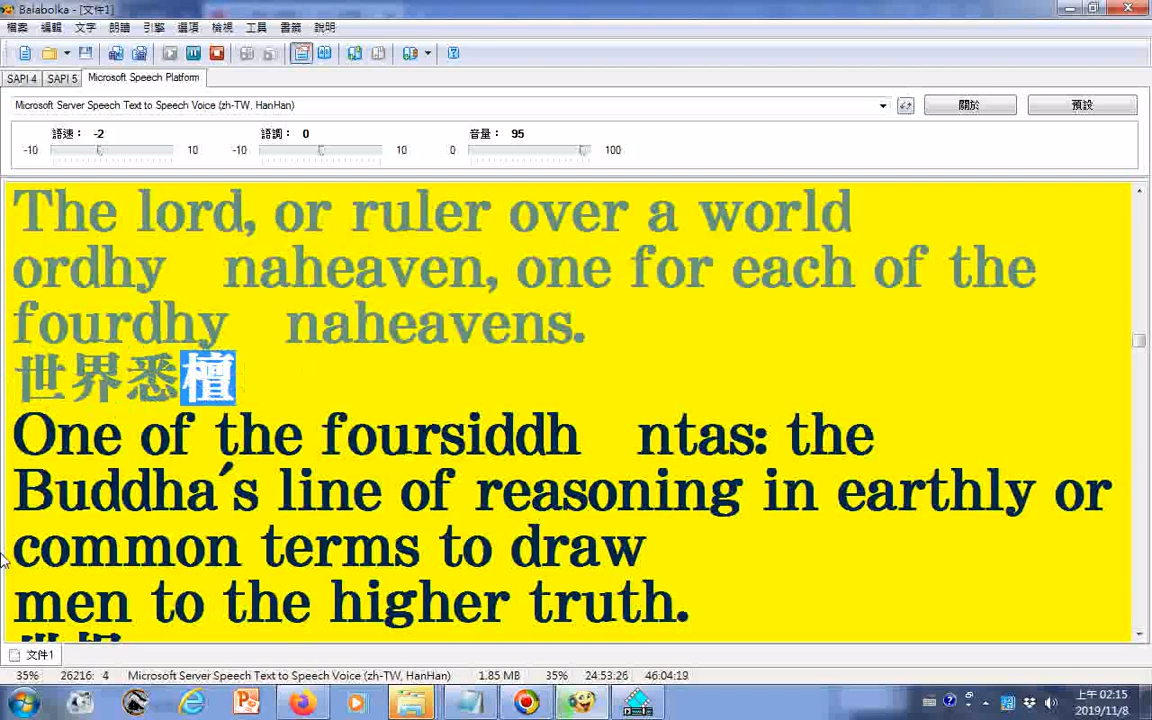 Balabolka - [文件1]
檔案 編輯 文字 朗讀 引擎 選項 檢視 工具 書籤 說明
SAPI 4 SAPI 5 Microsoft Speech Platform
Microsoft Server Speech Text to Speech Voice (zh-TW, HanHan) 關於 預設
語速： -2 語調： 0 音量： 95
-10 10 -10 10 0 100
The lord, or ruler over a world
ordhy naheaven, one for each of the
fourdhy naheavens.
世界悉檀
One of the foursiddh ntas: the
Buddha´s line of reasoning in earthly or
common terms to draw
men to the higher truth.
文件1
35% 26216: 4 Microsoft Server Speech Text to Speech Voice (zh-TW, HanHan) 1.85 MB 35% 24:53:26 46:04:19
上午 02:15
2019/11/8